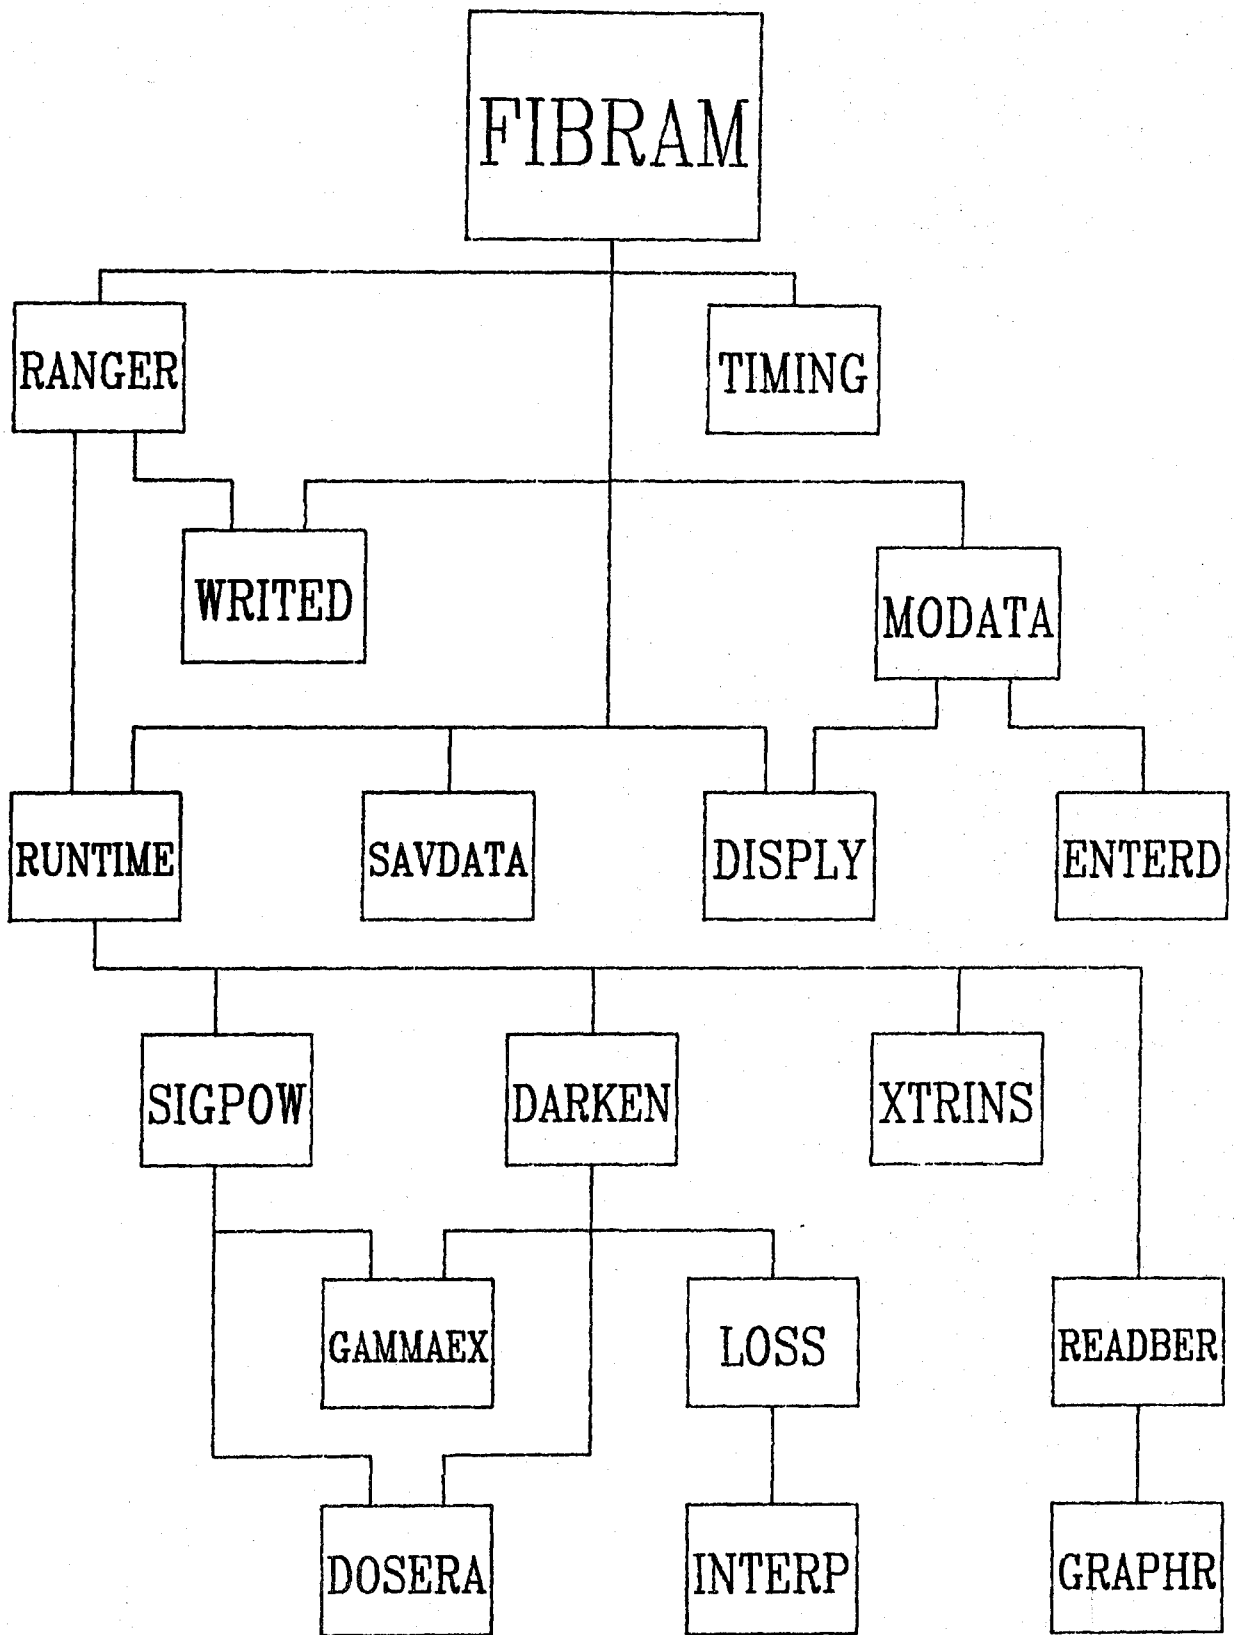 FIBRAM
RANGER
TIMING
WRITED
MODATA
RUNTIME
SAVDATA
DISPLY
ENTERD
SIGPOW
DARKEN
XTRINS
GAMMAEX
LOSS
READBER
DOSERA
INTERP
GRAPHR